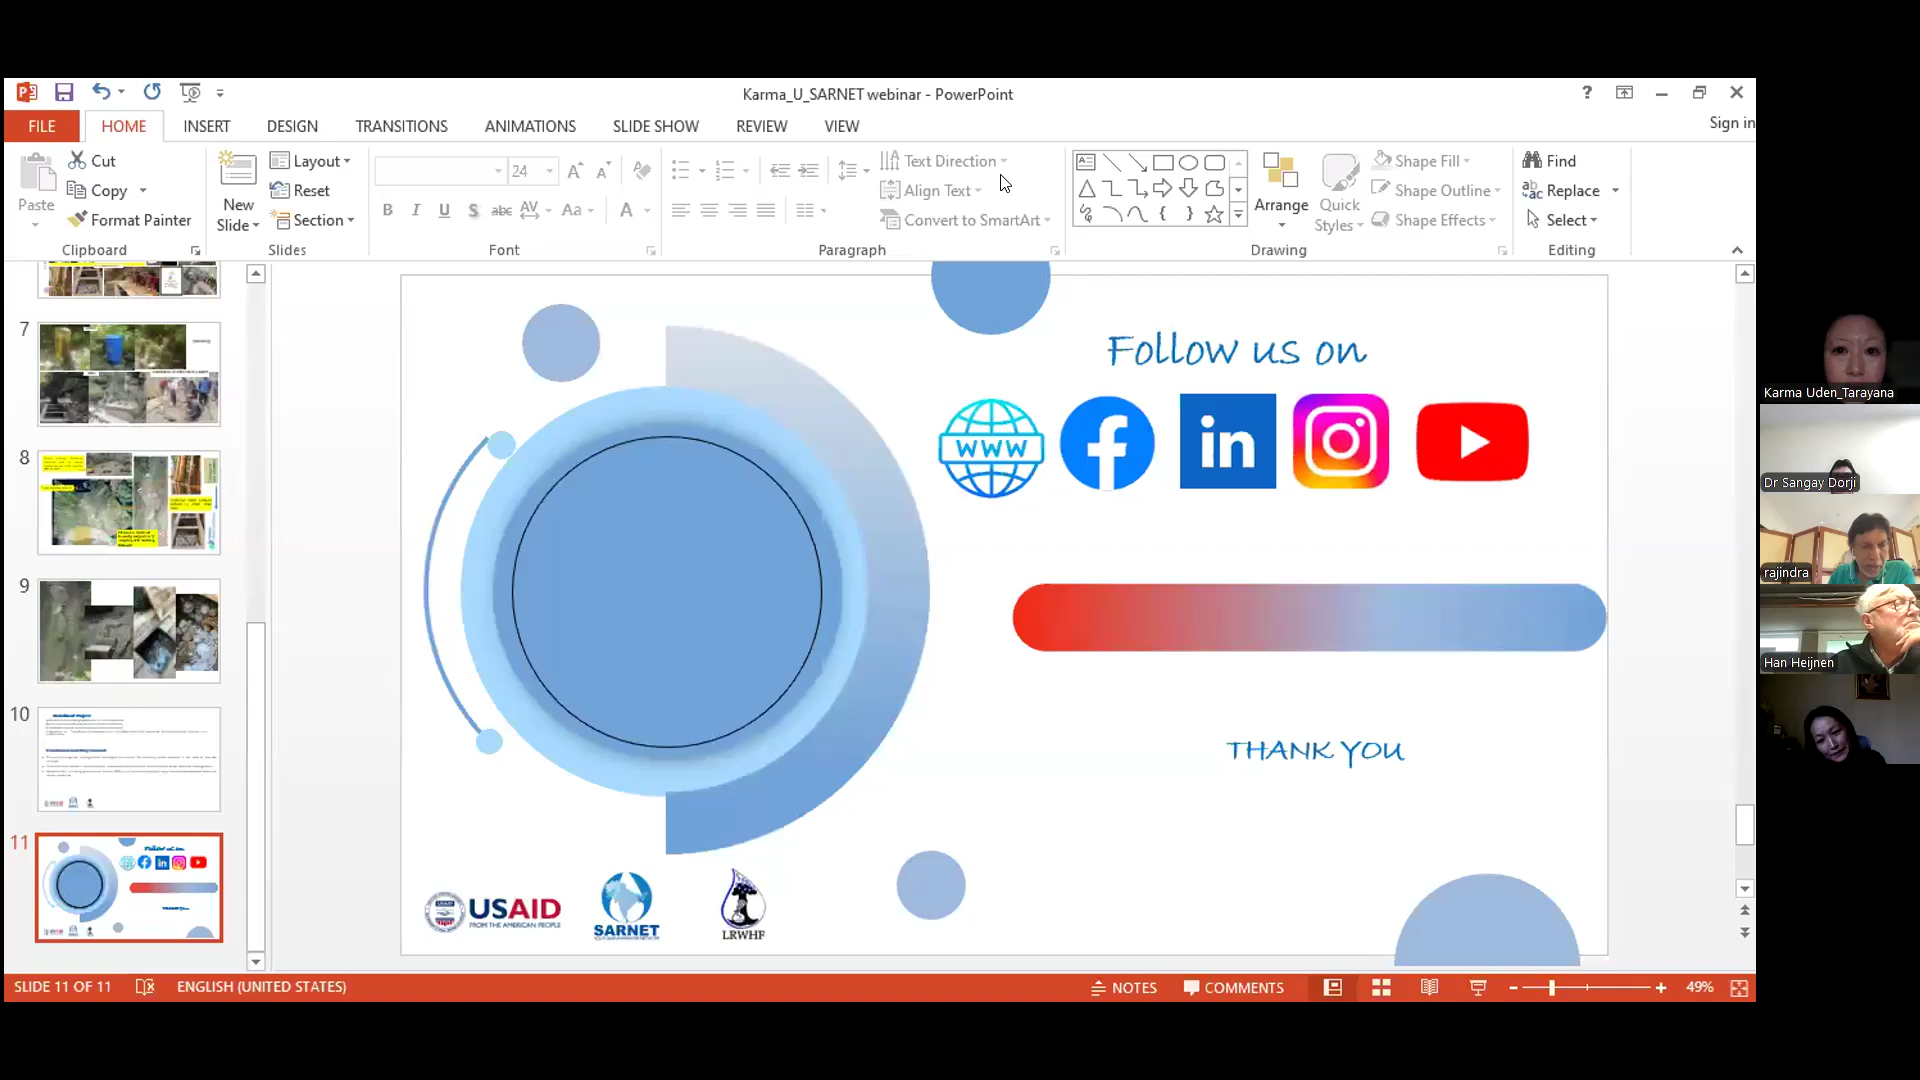 Karma_U_SARNET webinar - PowerPoint
?
Sign in
FILE HOME INSERT DESIGN TRANSITIONS ANIMATIONS SLIDE SHOW REVIEW VIEW
Paste
Cut
Copy
Format Painter
Clipboard
New
Slide
Layout
Reset
Section
Slides
24
B I U S abc AV Aa A
Font
Text Direction
Align Text
Convert to SmartArt
Paragraph
Arrange
Quick
Styles
Shape Fill
Shape Outline
Shape Effects
Drawing
Find
Replace
Select
Editing
7
8
9
10
11
Follow us on
WWW
f
in
THANK YOU
USAID
FROM THE AMERICAN PEOPLE
SARNET
LRWHF
Karma Uden_Tarayana
Dr Sangay Dorji
rajindra
Han Heijnen
SLIDE 11 OF 11
ENGLISH (UNITED STATES)
NOTES
COMMENTS
49%